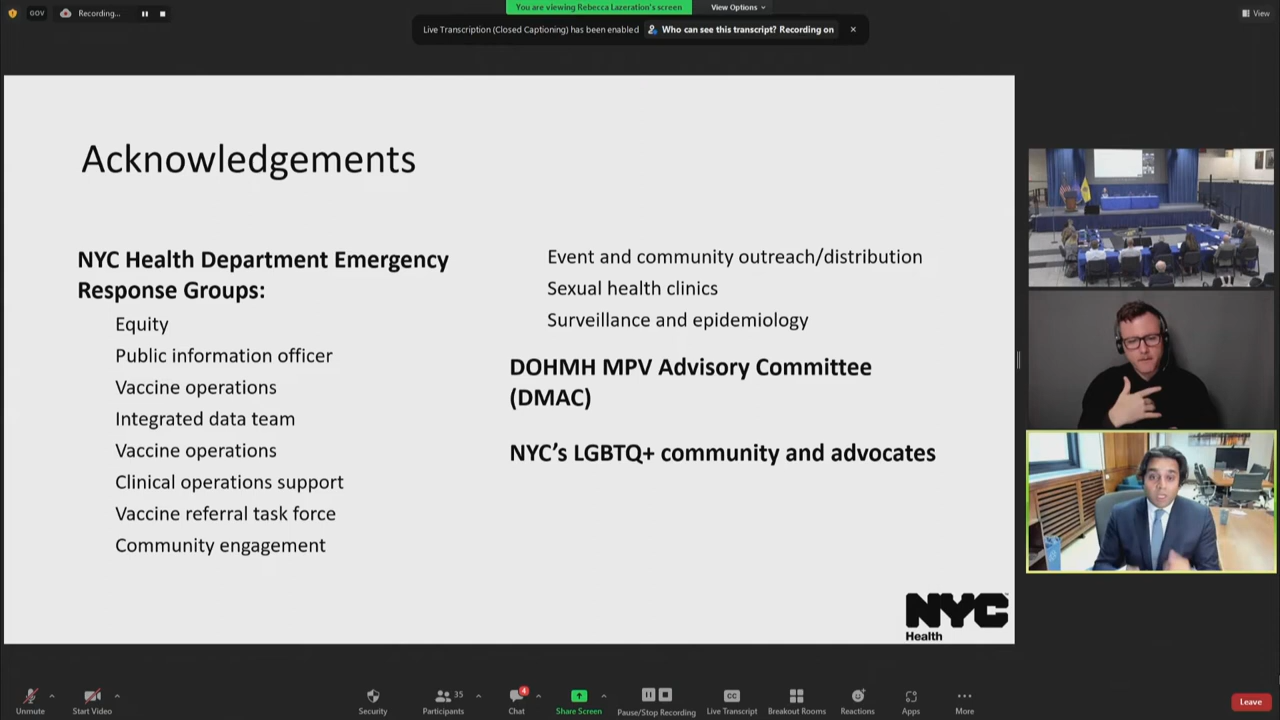 GOV
Recording...
You are viewing Rebecca Lazeration's screen
View Options
View
Live Transcription (Closed Captioning) has been enabled
Who can see this transcript? Recording on
Acknowledgements
NYC Health Department Emergency
Response Groups:
Equity
Public information officer
Vaccine operations
Integrated data team
Vaccine operations
Clinical operations support
Vaccine referral task force
Community engagement
Event and community outreach/distribution
Sexual health clinics
Surveillance and epidemiology
DOHMH MPV Advisory Committee
(DMAC)
NYC’s LGBTQ+ community and advocates
NYC
Health
Unmute
Start Video
Security
Participants
35
Chat
4
Share Screen
Pause/Stop Recording
CC
Live Transcript
Breakout Rooms
Reactions
Apps
More
Leave